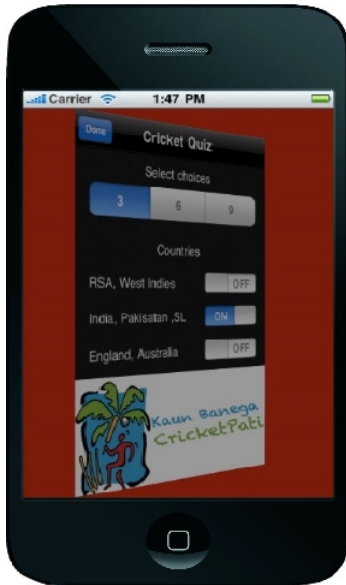 Carrier 1:47 PM
Done Cricket Quiz
Select choices
3 6 9
Countries
RSA, West Indies OFF
India, Pakisatan ,SL ON
England, Australia OFF
Kaun Banega
CricketPati